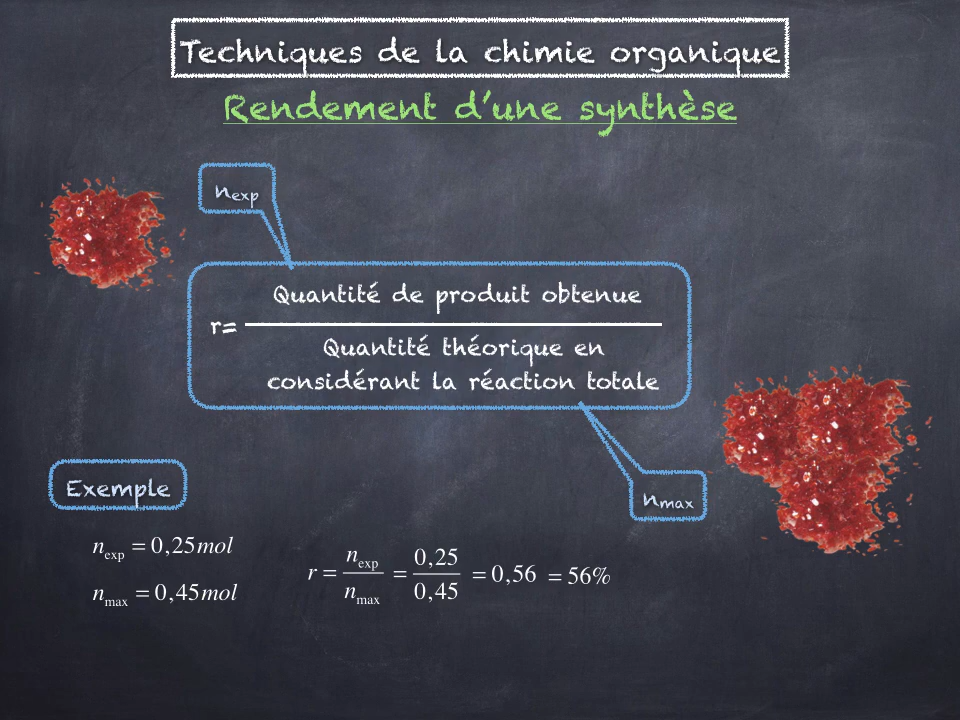 Techniques de la chimie organique
Rendement d’une synthèse
nexp
Quantité de produit obtenue
r=
Quantité théorique en
considérant la réaction totale
nmax
Exemple
nexp = 0,25mol
nmax = 0,45mol
r = nexp / nmax = 0,25 / 0,45 = 0,56 = 56%